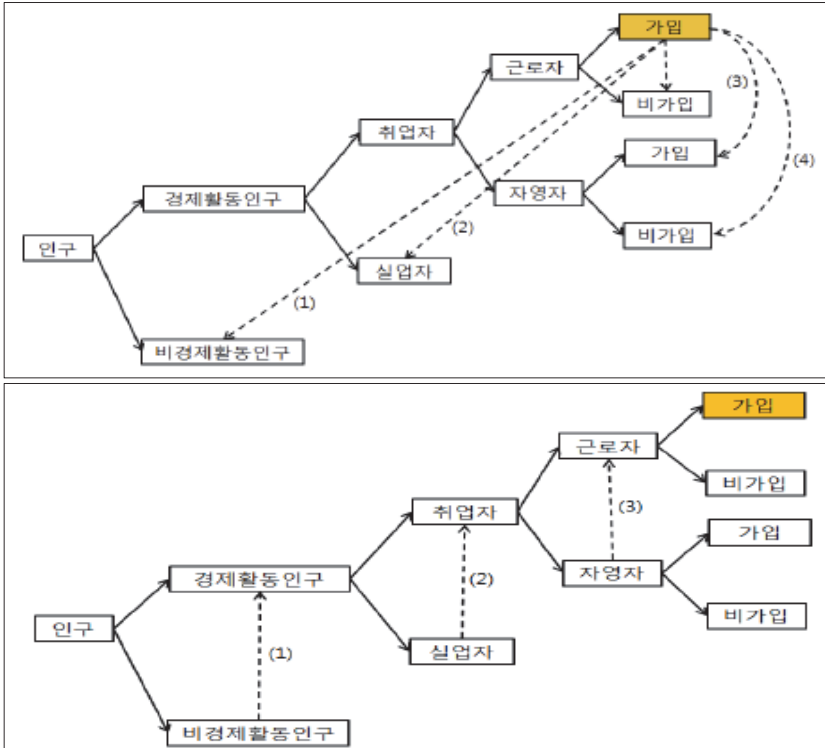 가입
근로자
(3)
비가입
취업자
가입
(4)
경제활동인구
자영자
(2)
비가입
인구
실업자
(1)
비경제활동인구
가입
근로자
비가입
취업자
(3)
가입
경제활동인구
(2)
자영자
비가입
인구
(1)
실업자
비경제활동인구